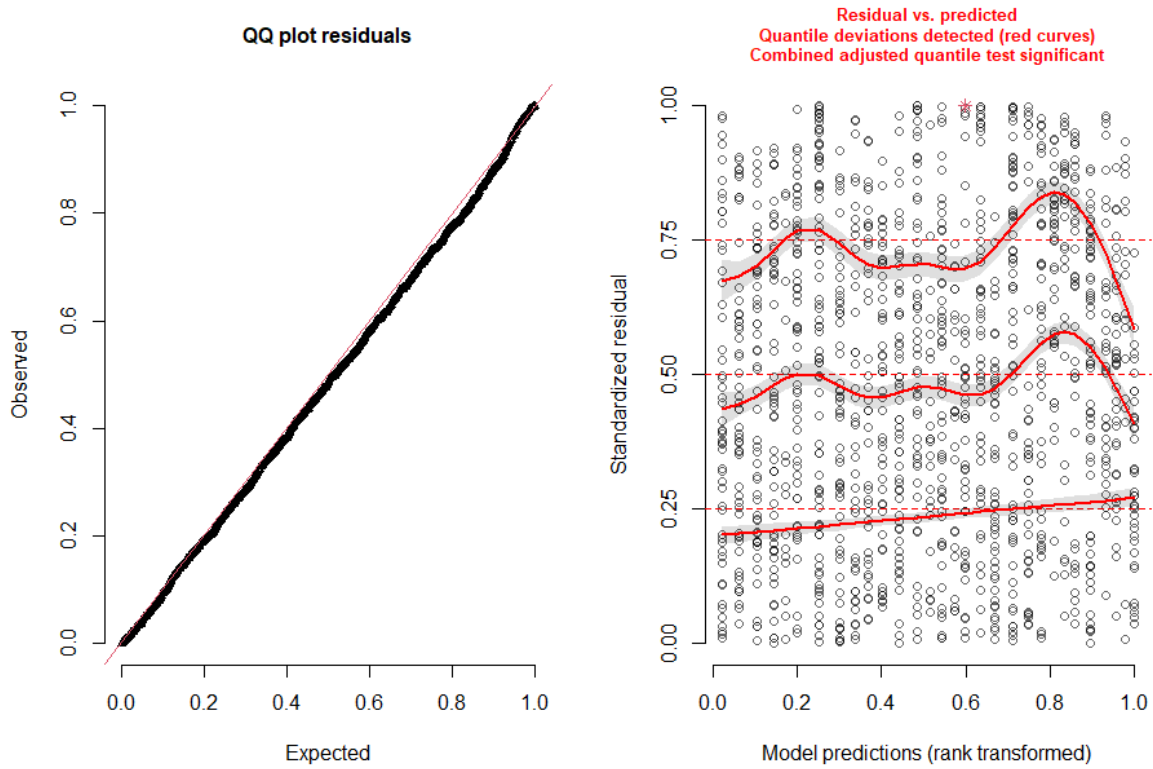 QQ plot residuals
Observed
1.0
0.8
0.6
0.4
0.2
0.0
0.0 0.2 0.4 0.6 0.8 1.0
Expected
Residual vs. predicted
Quantile deviations detected (red curves)
Combined adjusted quantile test significant
Standardized residual
1.00
0.75
0.50
0.25
0.00
0.0 0.2 0.4 0.6 0.8 1.0
Model predictions (rank transformed)